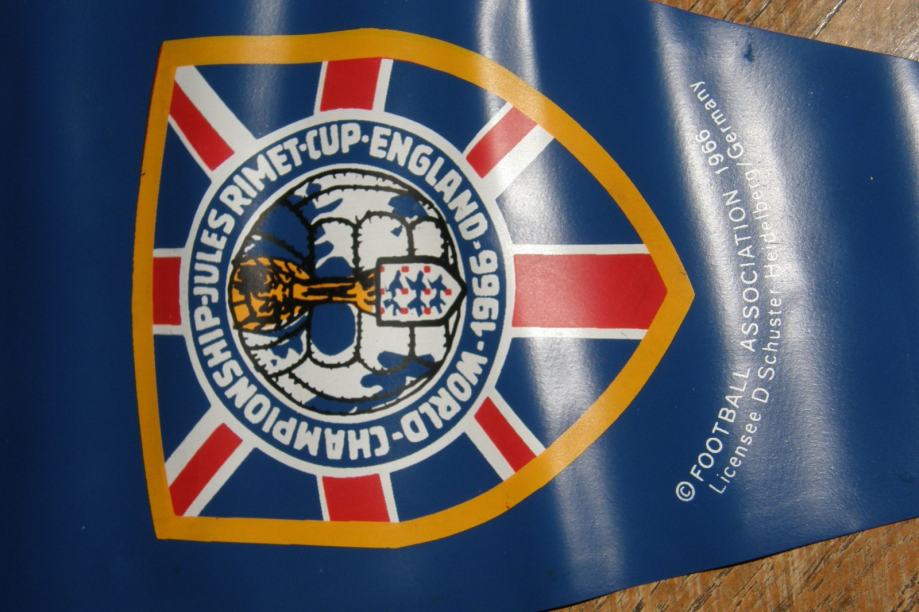 WORLD·CHAMPIONSHIP·JULES RIMET·CUP·ENGLAND·1966·
© FOOTBALL ASSOCIATION 1966
Licensee D. Schuster Heidelberg/Germany